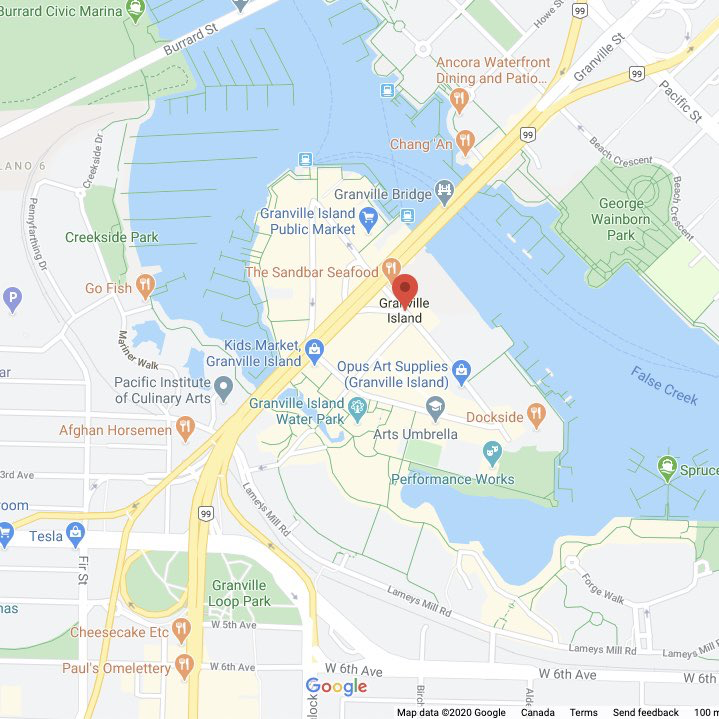 Burrard Civic Marina
Burrard St
Howe St
99
Granville St
Ancora Waterfront
Dining and Patio...
99
Pacific St
Chang 'An
99
Beach Crescent
LANO 6
Creekside Dr
Granville Bridge
Beach Crescent
Pennyfarthing Dr
Granville Island
Public Market
George
Wainborn
Park
Creekside Park
The Sandbar Seafood
Go Fish
Granville
Island
P
Mariner Walk
Kids Market,
Granville Island
Opus Art Supplies
(Granville Island)
False Creek
ar
Pacific Institute
of Culinary Arts
Granville Island
Water Park
Dockside
Afghan Horsemen
Arts Umbrella
3rd Ave
Performance Works
Spruce
Lameys Mill Rd
room
99
Tesla
Fir St
Granville
Loop Park
Lameys Mill Rd
Forge Walk
mas
Cheesecake Etc
W 5th Ave
Lameys Mill Rd
Paul's Omelettery
W 6th Ave
W 6th Ave
W 6th Ave
Google
Birch
Alde
Map data ©2020 Google
Canada
Terms
Send feedback
100 m